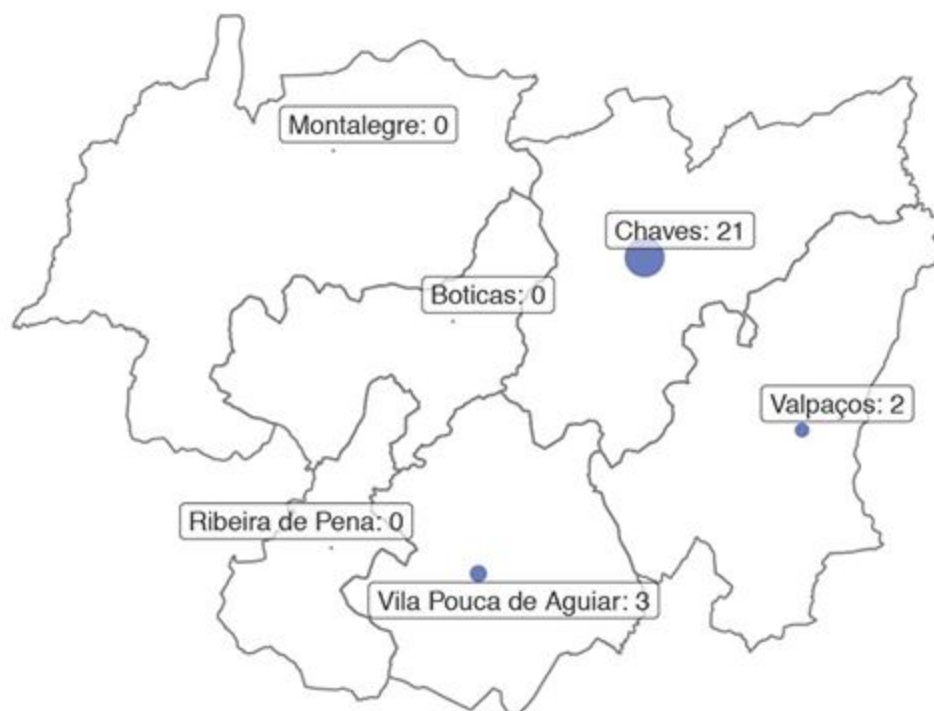 Montalegre: 0
Chaves: 21
Boticas: 0
Valpaços: 2
Ribeira de Pena: 0
Vila Pouca de Aguiar: 3